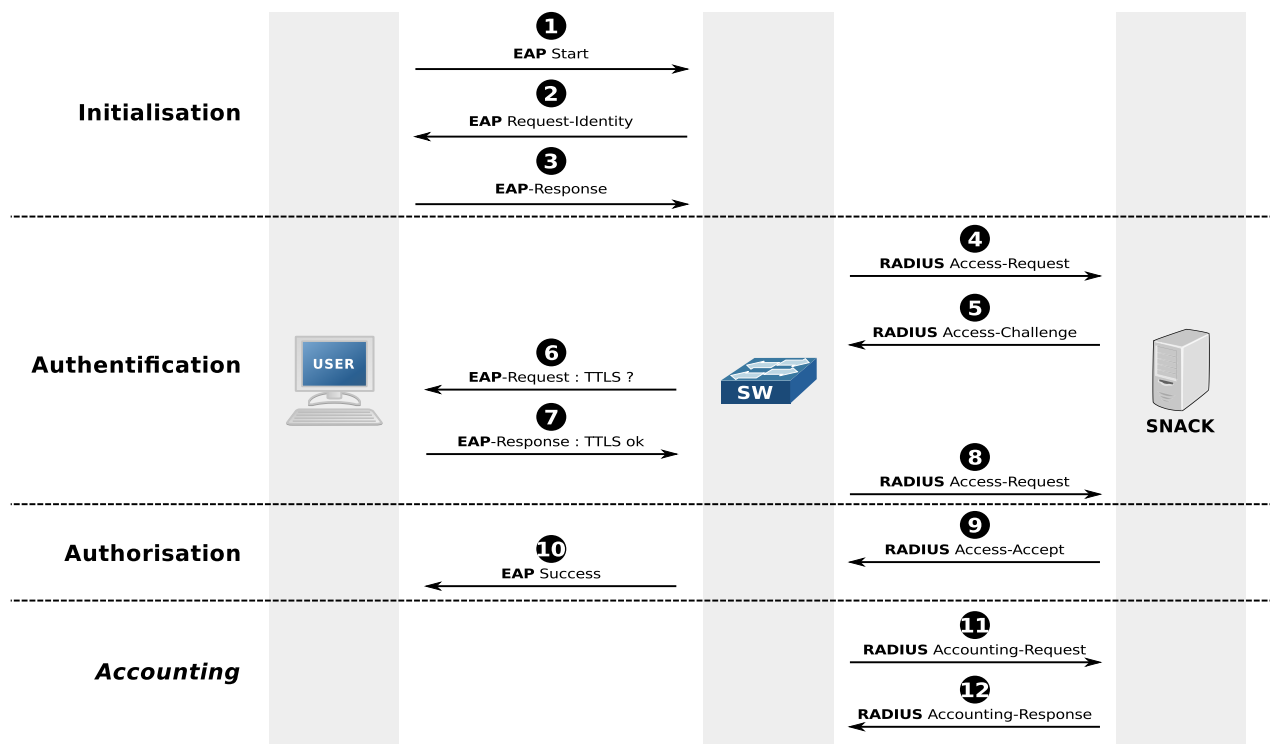 1
EAP Start
2
EAP Request-Identity
Initialisation
3
EAP-Response
4
RADIUS Access-Request
5
RADIUS Access-Challenge
Authentification
USER
6
EAP-Request : TTLS ?
SW
7
EAP-Response : TTLS ok
SNACK
8
RADIUS Access-Request
9
RADIUS Access-Accept
Authorisation
10
EAP Success
11
RADIUS Accounting-Request
Accounting
12
RADIUS Accounting-Response